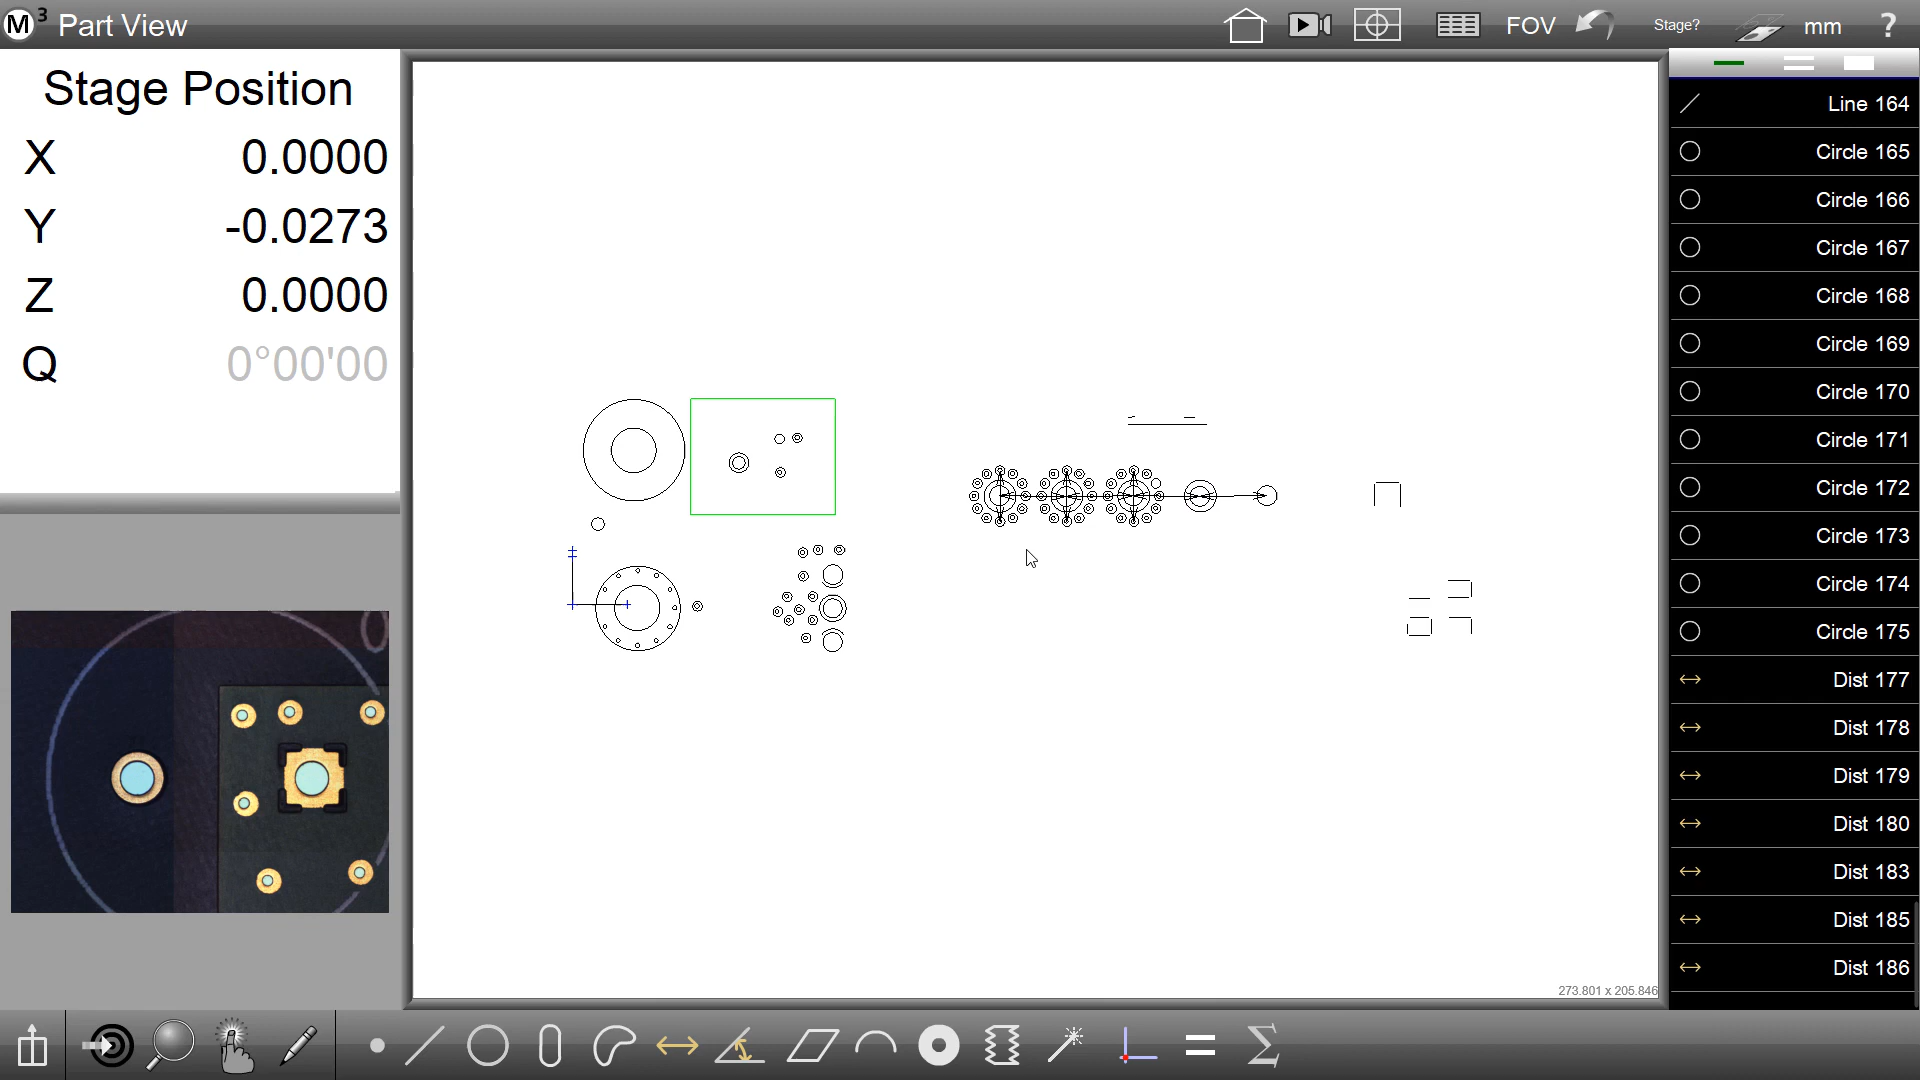 M3 Part View
FOV
Stage?
mm
?
Stage Position
X 0.0000
Y -0.0273
Z 0.0000
Q 0°00'00
273.801 x 205.846
Line 164
Circle 165
Circle 166
Circle 167
Circle 168
Circle 169
Circle 170
Circle 171
Circle 172
Circle 173
Circle 174
Circle 175
Dist 177
Dist 178
Dist 179
Dist 180
Dist 183
Dist 185
Dist 186